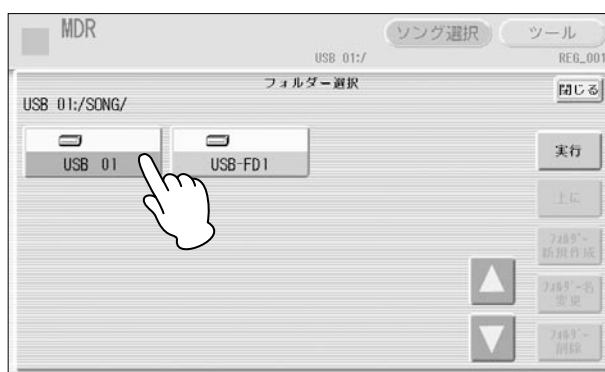 MDR
ソング選択
ツール
USB 01:/
REG_001
フォルダー選択
USB 01:/SONG/
閉じる
USB 01
USB-FD1
実行
上に
フォルダー
新規作成
フォルダー名
変更
フォルダー
削除